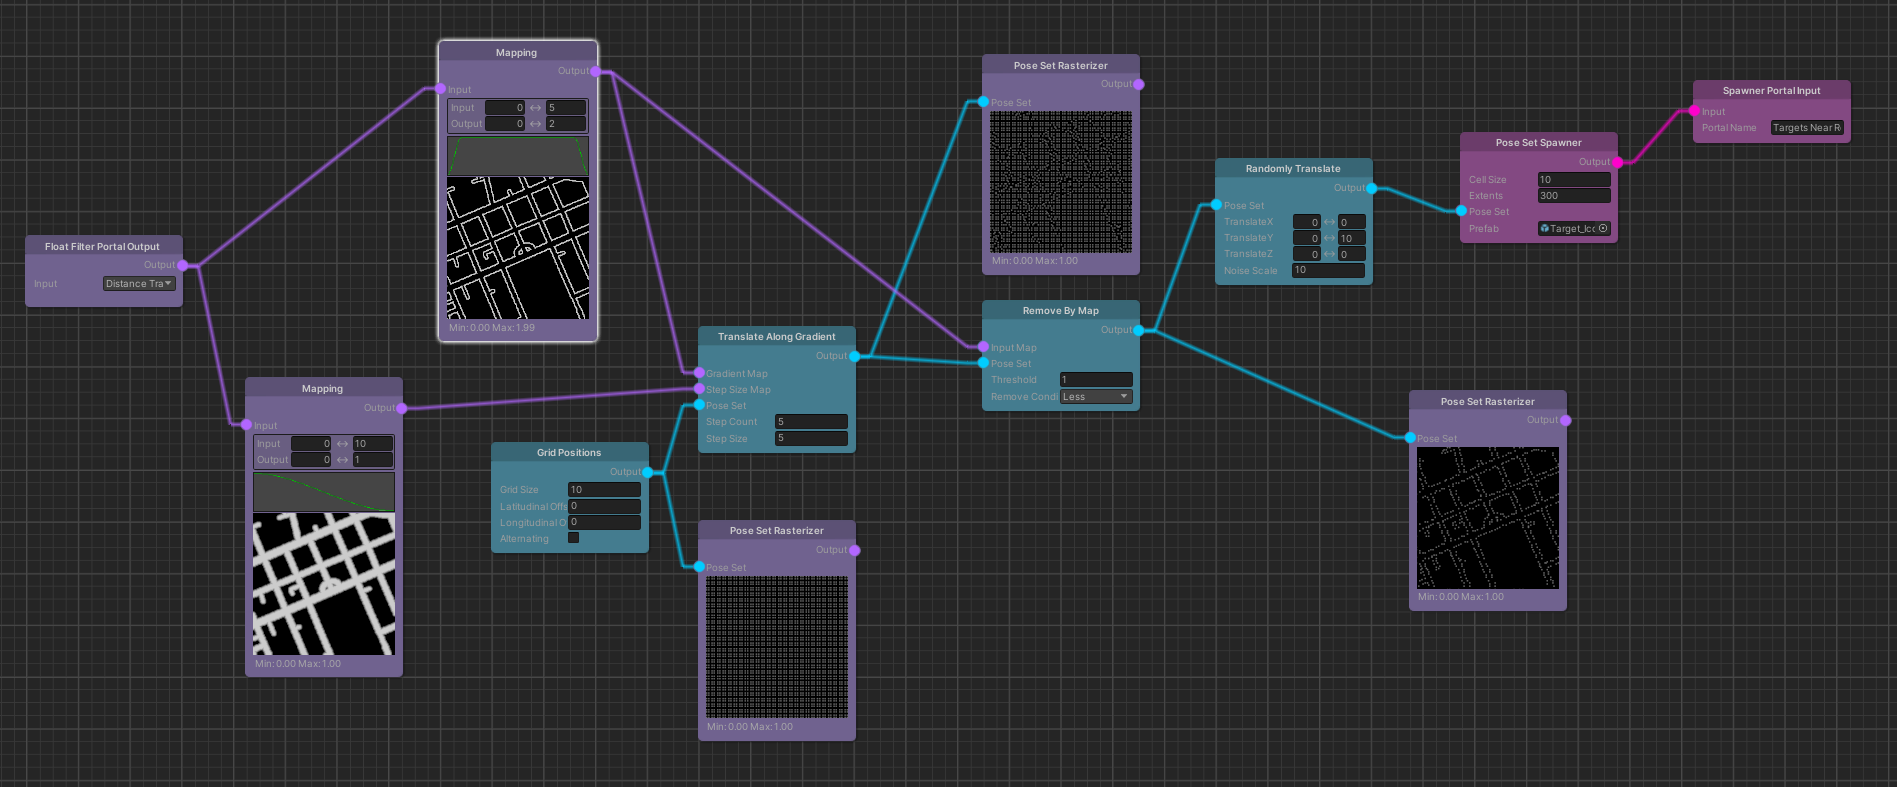 Float Filter Portal Output
Output
Input Distance Tra
Mapping
Output
Input
Input 0 ↔ 5
Output 0 ↔ 2
Min:0.00 Max:1.99
Mapping
Output
Input
Input 0 ↔ 10
Output 0 ↔ 1
Min:0.00 Max:1.00
Grid Positions
Output
Grid Size 10
Latitudinal Offs 0
Longitudinal O 0
Alternating
Translate Along Gradient
Output
Gradient Map
Step Size Map
Pose Set
Step Count 5
Step Size 5
Pose Set Rasterizer
Output
Pose Set
Min:0.00 Max:1.00
Pose Set Rasterizer
Output
Pose Set
Min:0.00 Max:1.00
Remove By Map
Output
Input Map
Pose Set
Threshold 1
Remove Condi Less
Randomly Translate
Output
Pose Set
TranslateX 0 ↔ 0
TranslateY 0 ↔ 10
TranslateZ 0 ↔ 0
Noise Scale 10
Pose Set Rasterizer
Output
Pose Set
Min:0.00 Max:1.00
Pose Set Spawner
Output
Cell Size 10
Extents 300
Pose Set
Prefab Target_Icc
Spawner Portal Input
Input
Portal Name Targets Near R